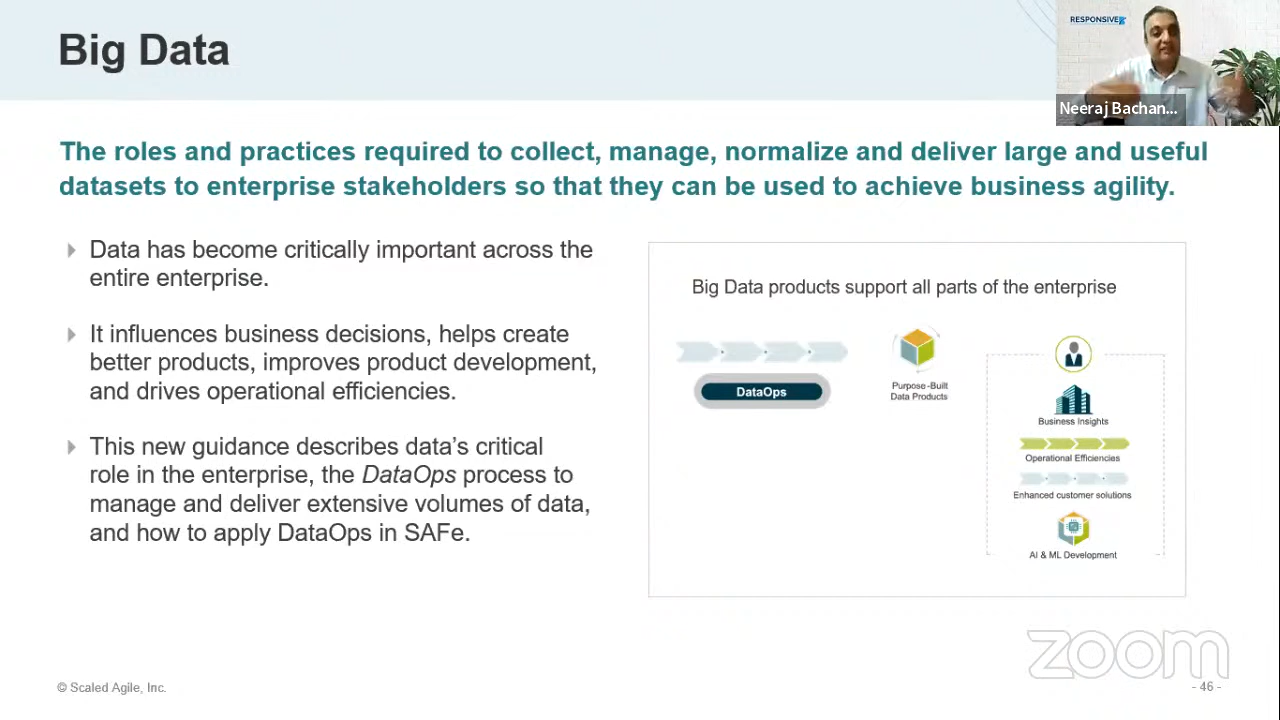 Big Data
RESPONSIVE
Neeraj Bachan...
The roles and practices required to collect, manage, normalize and deliver large and useful
datasets to enterprise stakeholders so that they can be used to achieve business agility.
Data has become critically important across the
entire enterprise.
It influences business decisions, helps create
better products, improves product development,
and drives operational efficiencies.
This new guidance describes data's critical
role in the enterprise, the DataOps process to
manage and deliver extensive volumes of data,
and how to apply DataOps in SAFe.
Big Data products support all parts of the enterprise
DataOps
Purpose-Built
Data Products
Business Insights
Operational Efficiencies
Enhanced customer solutions
AI & ML Development
zoom
© Scaled Agile, Inc.
- 46 -